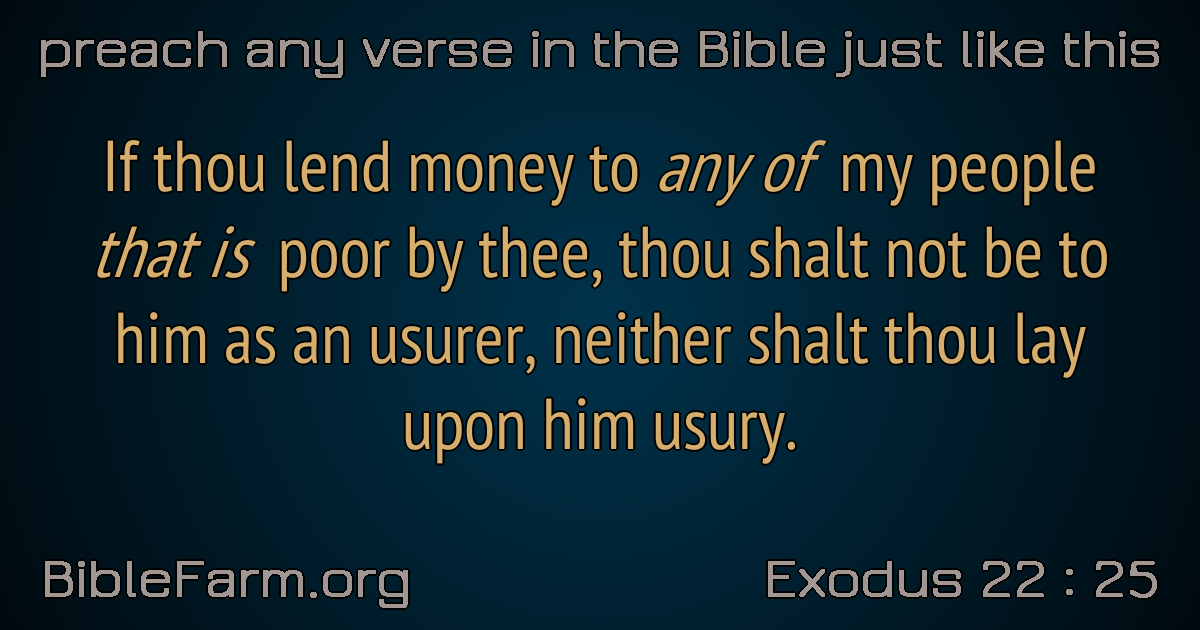 preach any verse in the Bible just like this
If thou lend money to any of my people
that is poor by thee, thou shalt not be to
him as an usurer, neither shalt thou lay
upon him usury.
BibleFarm.org
Exodus 22 : 25